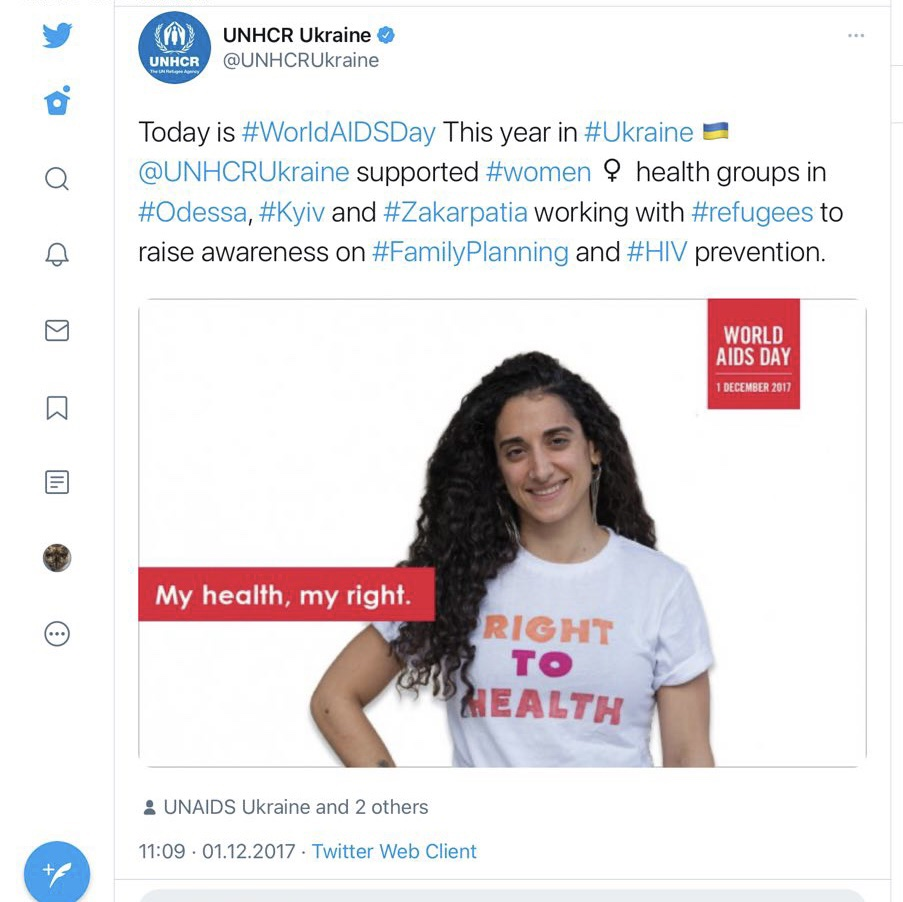 UNHCR
The UN Refugee Agency
UNHCR Ukraine
@UNHCRUkraine
Today is #WorldAIDSDay This year in #Ukraine 🇺🇦
@UNHCRUkraine supported #women ♀ health groups in
#Odessa, #Kyiv and #Zakarpatia working with #refugees to
raise awareness on #FamilyPlanning and #HIV prevention.
WORLD
AIDS DAY
1 DECEMBER 2017
My health, my right.
RIGHT
TO
HEALTH
UNAIDS Ukraine and 2 others
11:09 · 01.12.2017 · Twitter Web Client